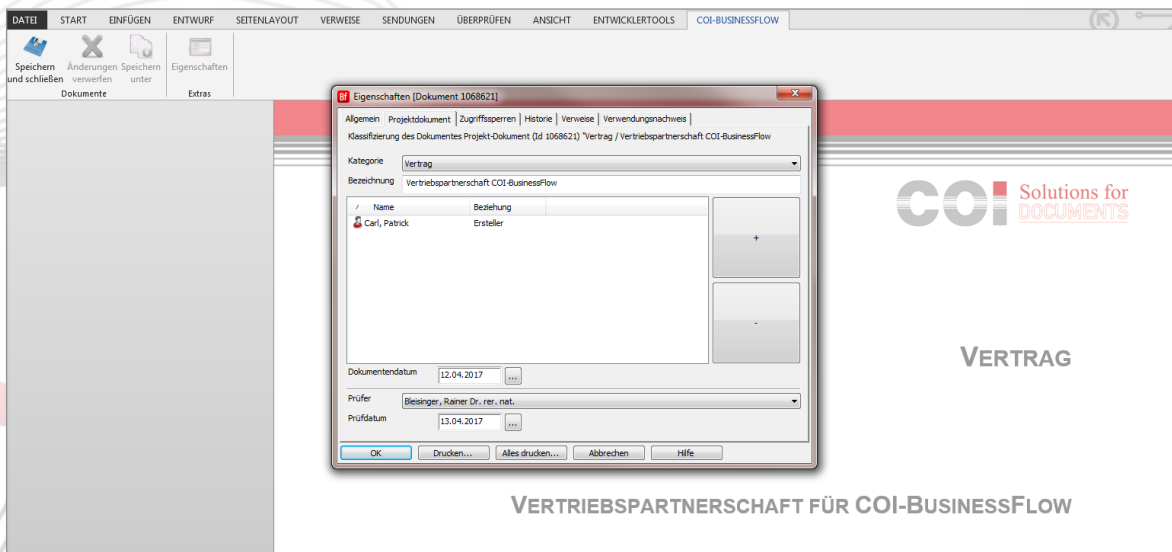 DATEI START EINFÜGEN ENTWURF SEITENLAYOUT VERWEISE SENDUNGEN ÜBERPRÜFEN ANSICHT ENTWICKLERTOOLS COI-BUSINESSFLOW
Speichern Änderungen Speichern Eigenschaften
und schließen verwerfen unter
Dokumente Extras
Bf Eigenschaften [Dokument 1068621]
Allgemein Projektdokument Zugriffssperren Historie Verweise Verwendungsnachweis
Klassifizierung des Dokumentes Projekt-Dokument (Id 1068621) "Vertrag / Vertriebspartnerschaft COI-BusinessFlow
Kategorie Vertrag
Bezeichnung Vertriebspartnerschaft COI-BusinessFlow
/ Name Beziehung
Carl, Patrick Ersteller
+
-
Dokumentendatum 12.04.2017 ...
Prüfer Bleisinger, Rainer Dr. rer. nat.
Prüfdatum 13.04.2017 ...
OK Drucken... Alles drucken... Abbrechen Hilfe
COI Solutions for
DOCUMENTS
VERTRAG
VERTRIEBSPARTNERSCHAFT FÜR COI-BUSINESSFLOW